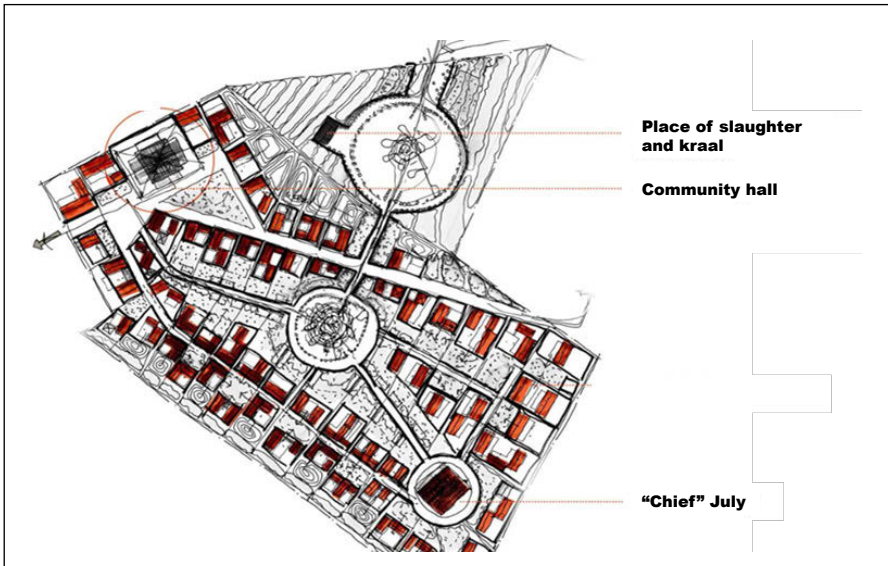 Place of slaughter
and kraal
Community hall
“Chief” July